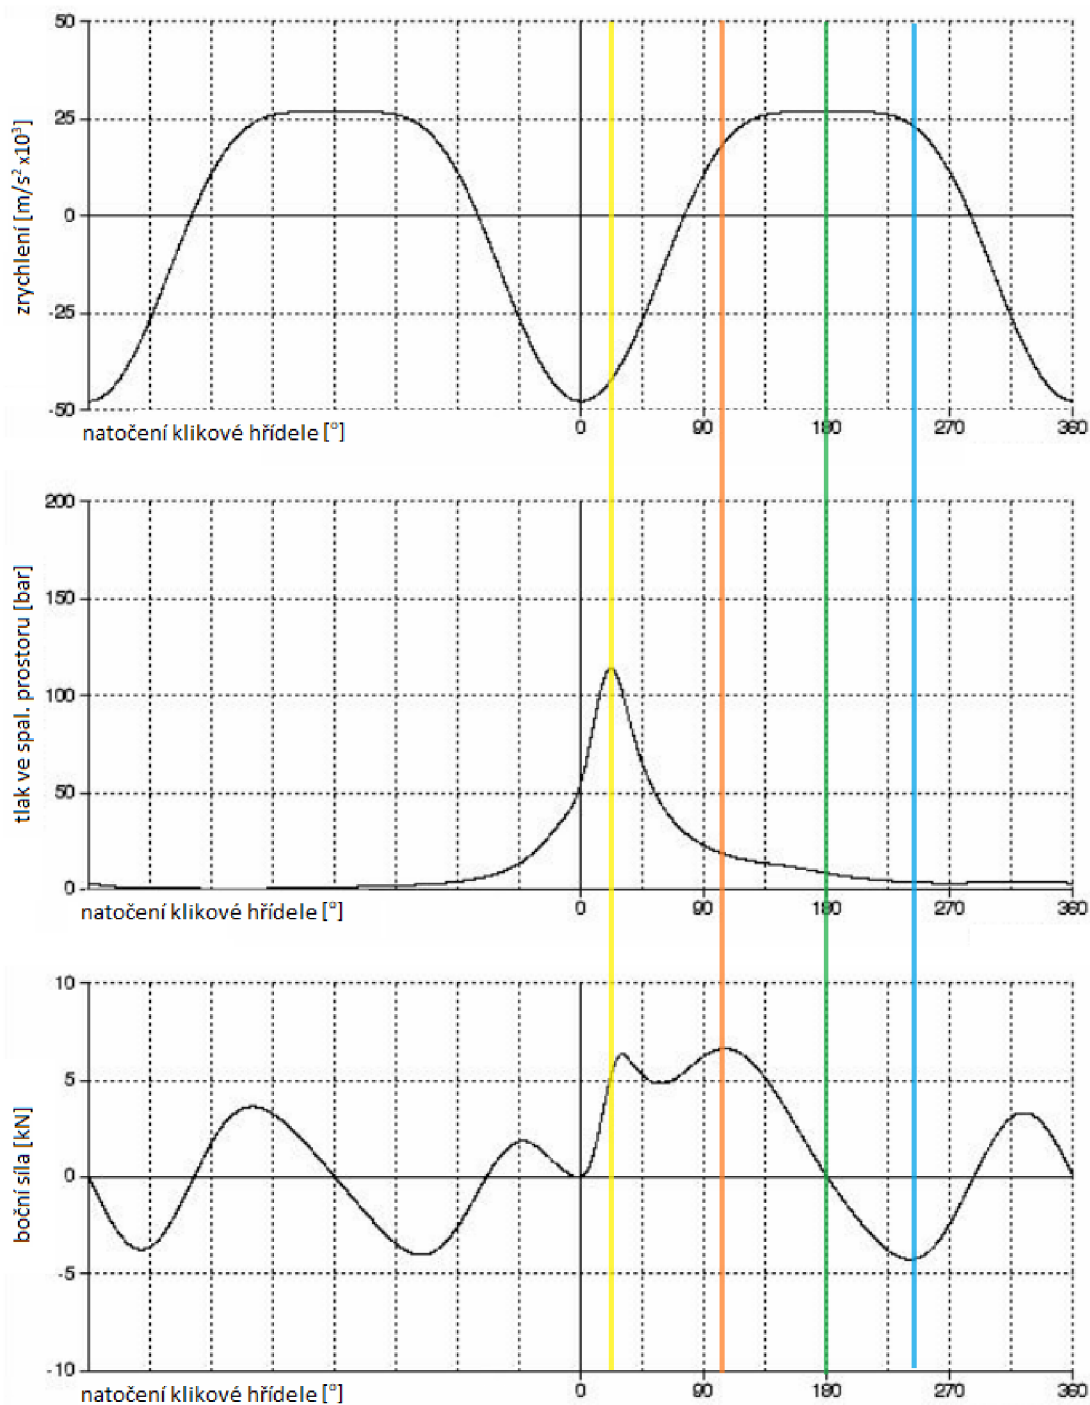 zrychlení [m/s² x10³]
50
25
0
-25
-50
0 90 180 270 360
natočení klikové hřídele [°]
tlak ve spal. prostoru [bar]
200
150
100
50
0
0 90 180 270 360
natočení klikové hřídele [°]
boční síla [kN]
10
5
0
-5
-10
0 90 180 270 360
natočení klikové hřídele [°]